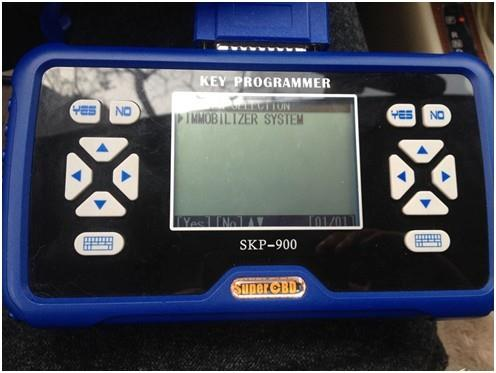 KEY PROGRAMMER
SELECTION
IMMOBILIZER SYSTEM
YES NO
YES NO
[Yes][No] [01/01]
SKP-900
SuperOBD